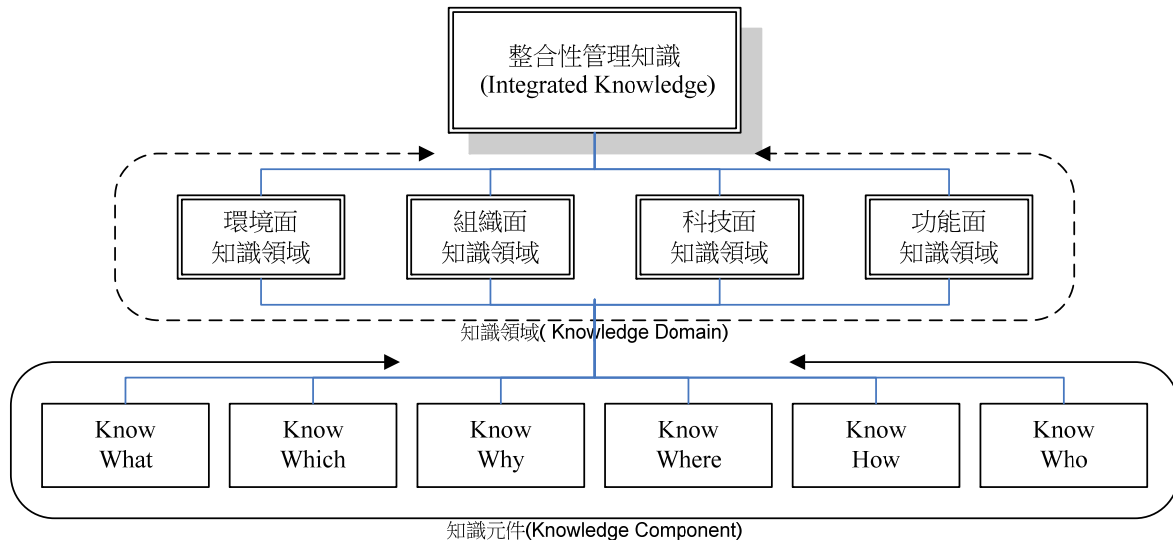 整合性管理知識
(Integrated Knowledge)
環境面
知識領域
組織面
知識領域
科技面
知識領域
功能面
知識領域
知識領域( Knowledge Domain)
Know
What
Know
Which
Know
Why
Know
Where
Know
How
Know
Who
知識元件(Knowledge Component)